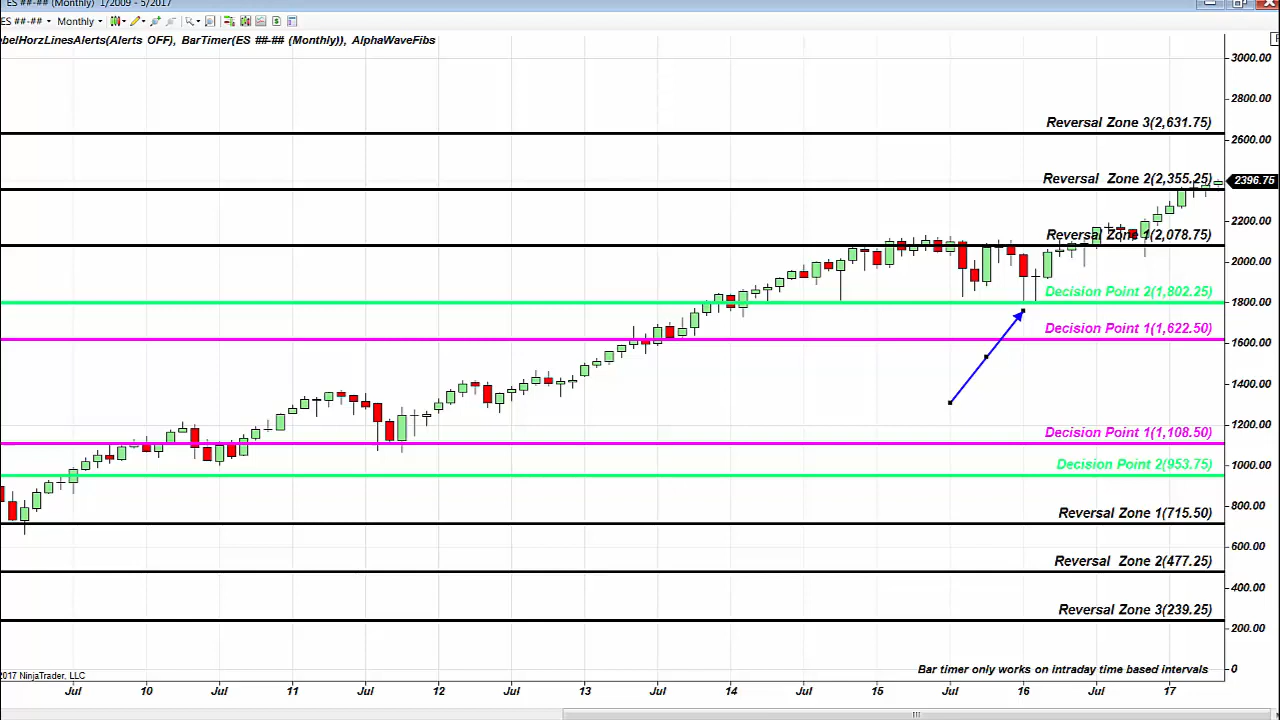 ES ##-## (Monthly) 1/2009 - 5/2017
ES ##-## Monthly
abelHorzLinesAlerts(Alerts OFF), BarTimer(ES ##-## (Monthly)), AlphaWaveFibs
F
3000.00
2800.00
Reversal Zone 3(2,631.75)
2600.00
Reversal Zone 2(2,355.25)
2396.75
2200.00
Reversal Zone 1(2,078.75)
2000.00
Decision Point 2(1,802.25)
1800.00
Decision Point 1(1,622.50)
1600.00
1400.00
Decision Point 1(1,108.50)
1200.00
Decision Point 2(953.75)
1000.00
Reversal Zone 1(715.50)
800.00
600.00
Reversal Zone 2(477.25)
400.00
Reversal Zone 3(239.25)
200.00
Bar timer only works on intraday time based intervals
0
2017 NinjaTrader, LLC
Jul 10 Jul 11 Jul 12 Jul 13 Jul 14 Jul 15 Jul 16 Jul 17